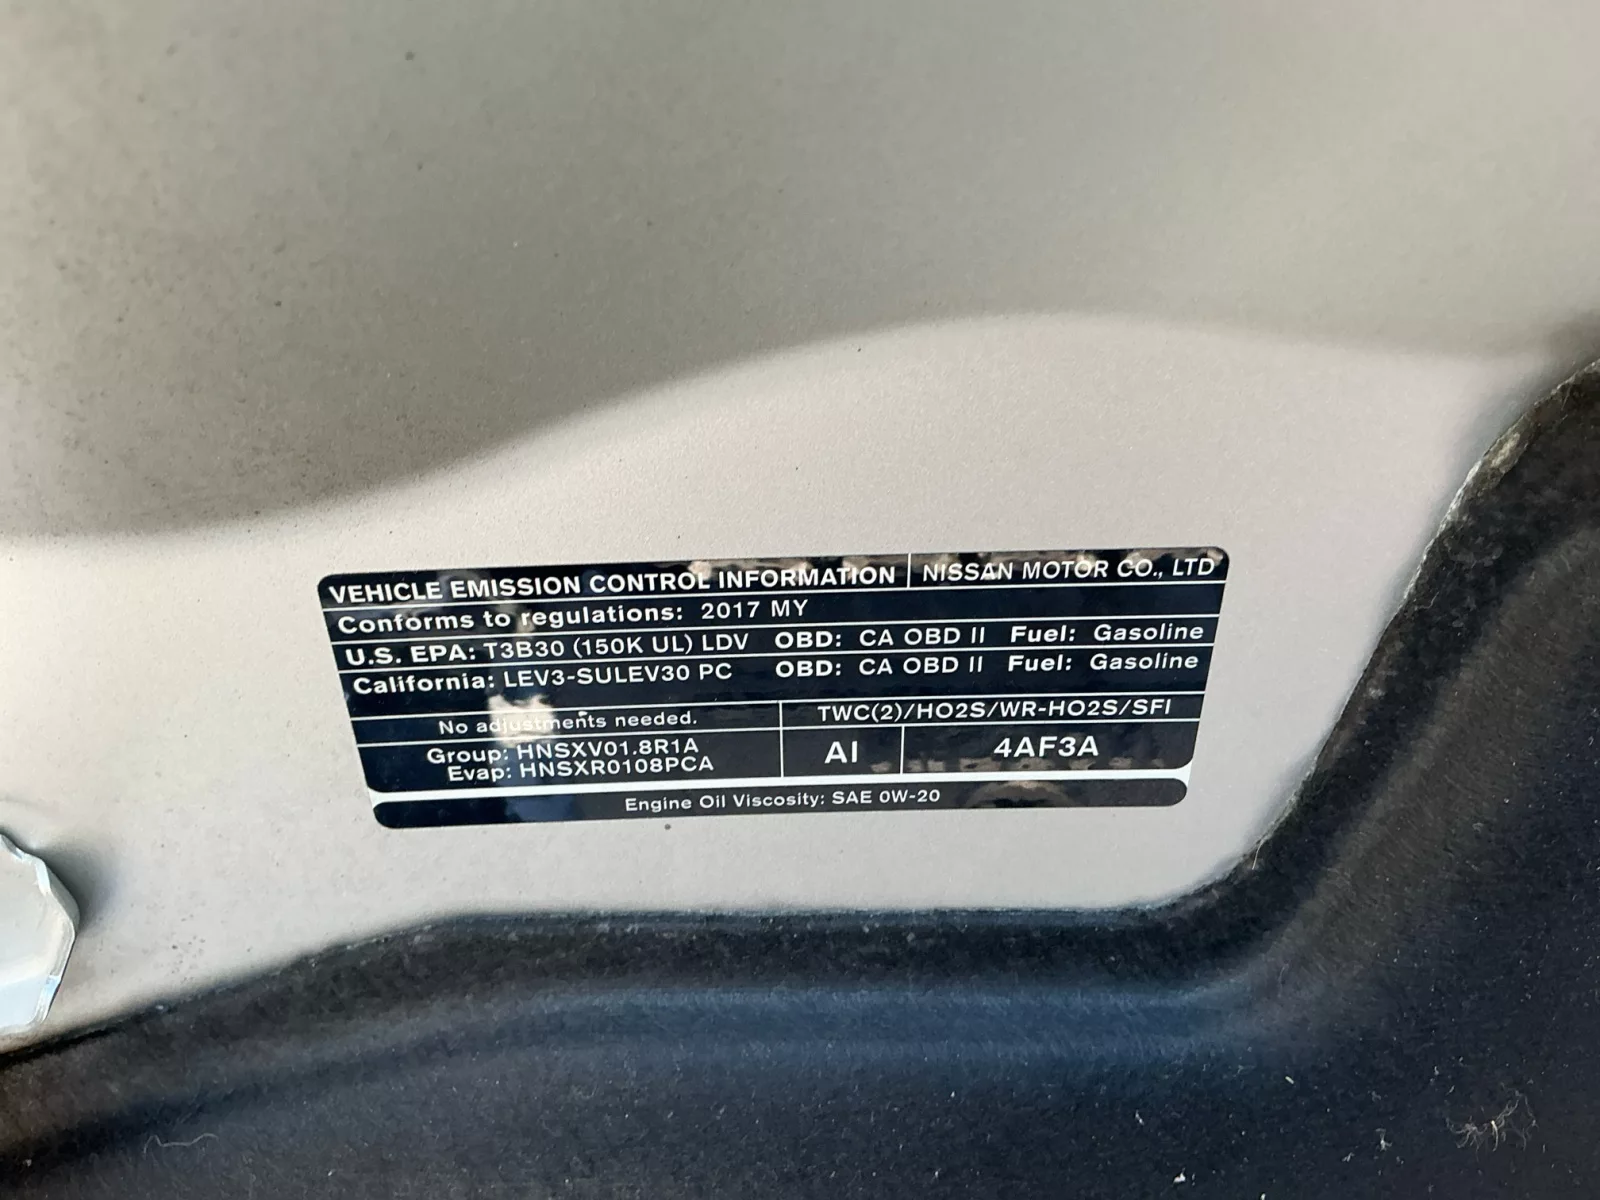 VEHICLE EMISSION CONTROL INFORMATION NISSAN MOTOR CO., LTD
Conforms to regulations: 2017 MY
U.S. EPA: T3B30 (150K UL) LDV OBD: CA OBD II Fuel: Gasoline
California: LEV3-SULEV30 PC OBD: CA OBD II Fuel: Gasoline
No adjustments needed.
TWC(2)/HO2S/WR-HO2S/SFI
Group: HNSXV01.8R1A
Evap: HNSXR0108PCA
AI
4AF3A
Engine Oil Viscosity: SAE 0W-20